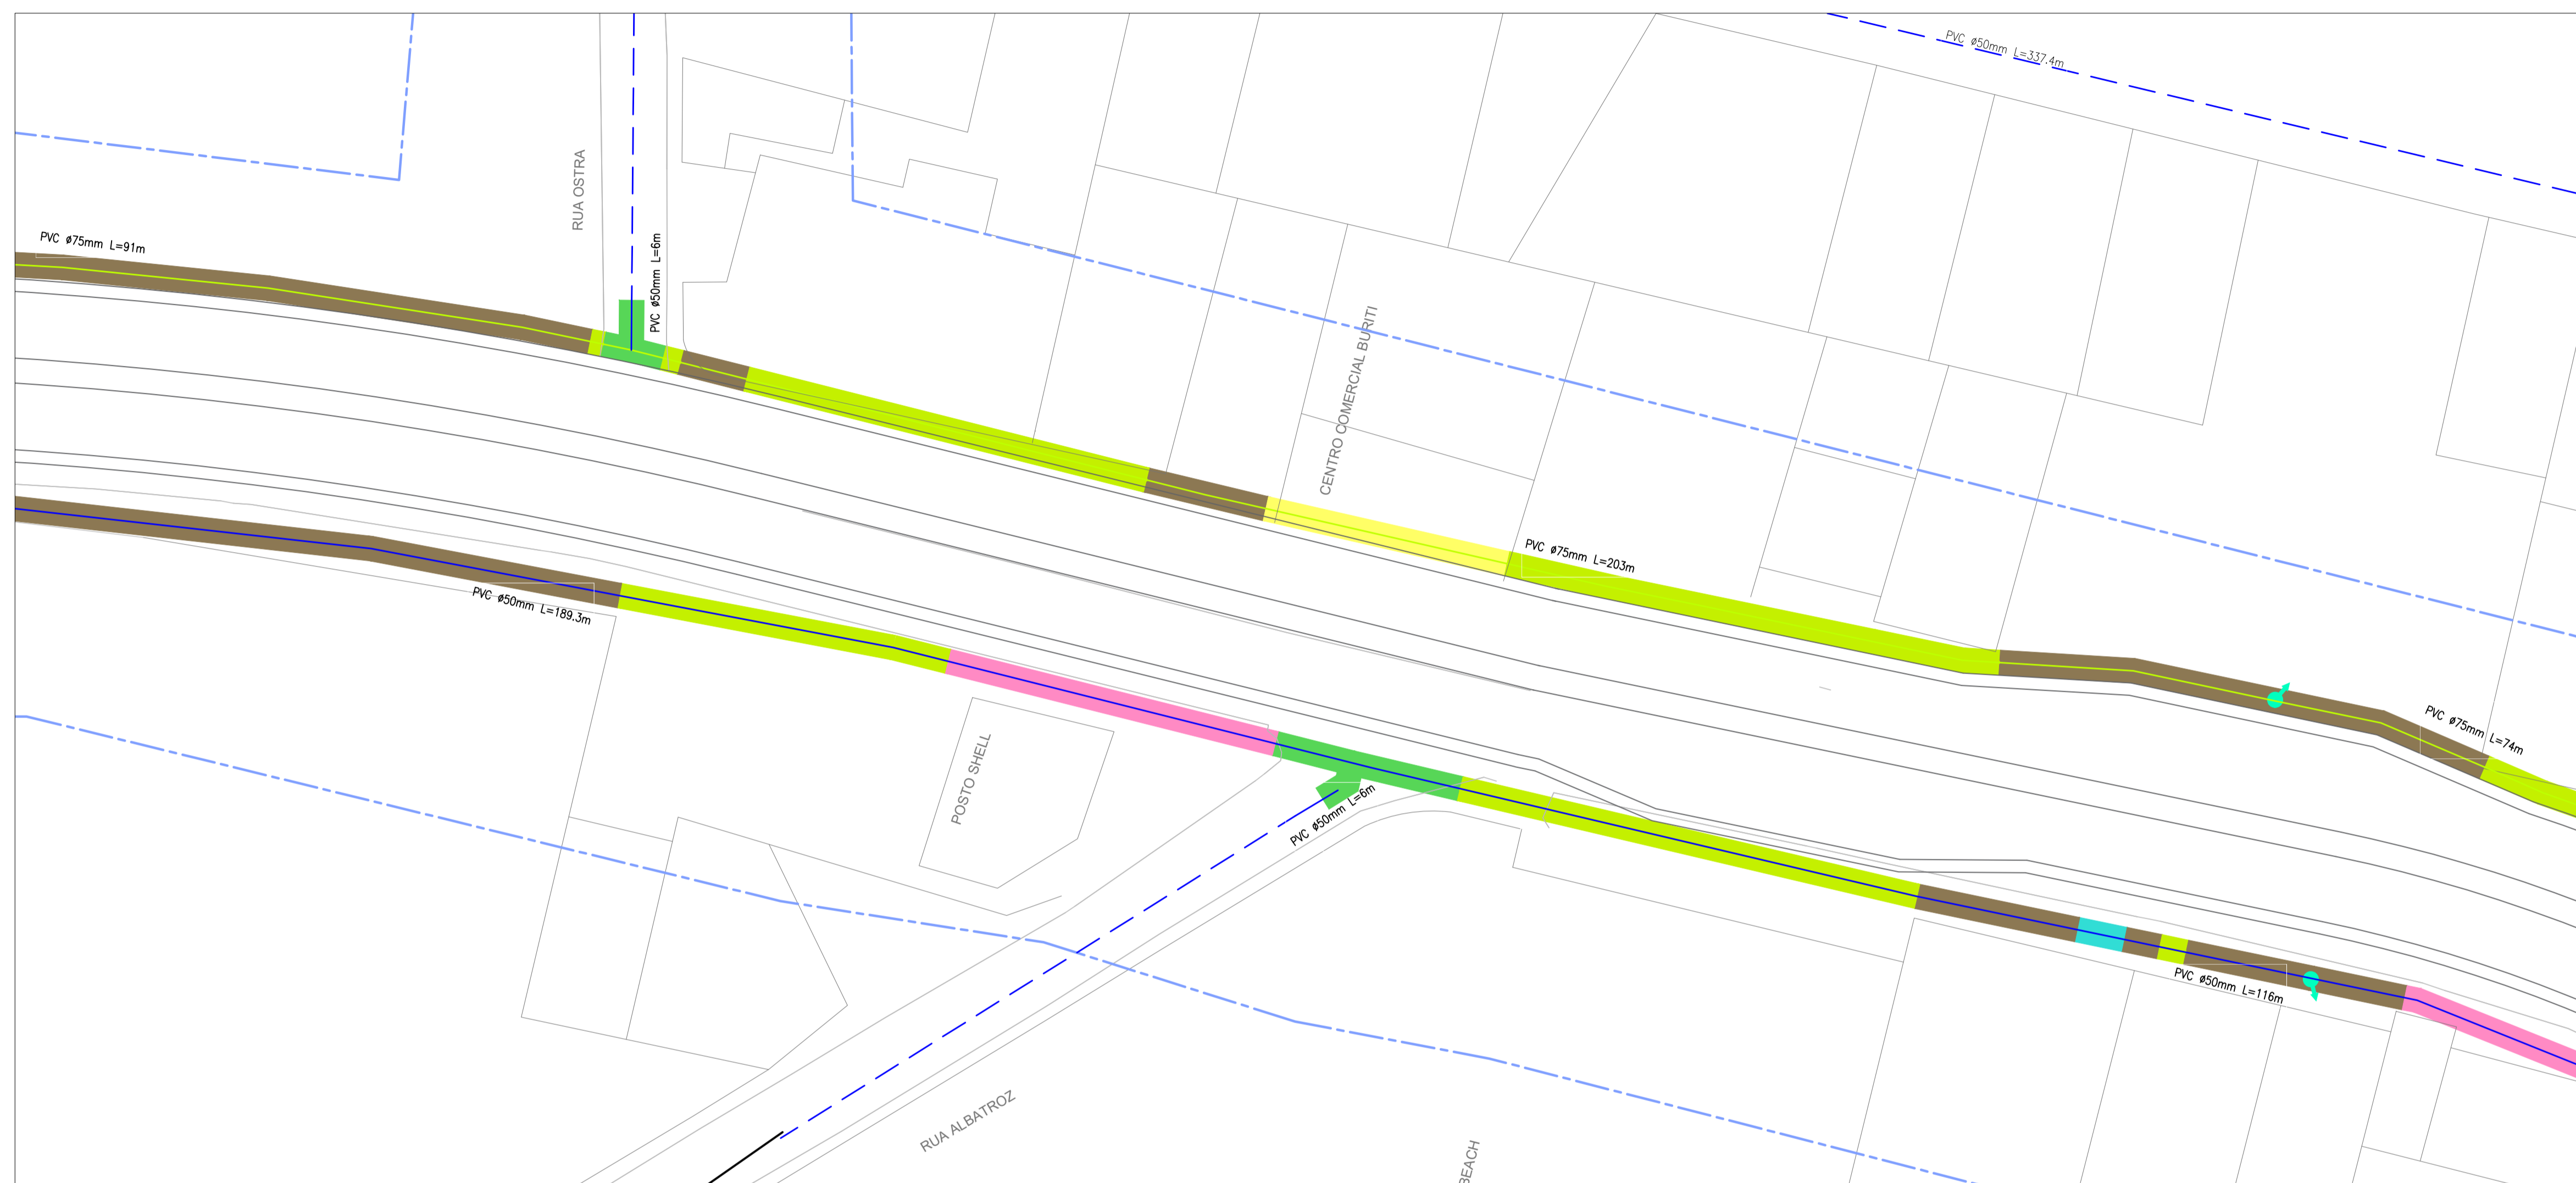 PVC ø50mm L=337.4m
RUA OSTRA
PVC ø75mm L=91m
PVC ø50mm L=6m
CENTRO COMERCIAL BURITI
PVC ø75mm L=203m
PVC ø50mm L=189.3m
PVC ø75mm L=74m
POSTO SHELL
PVC ø50mm L=6m
PVC ø50mm L=116m
RUA ALBATROZ
BEACH